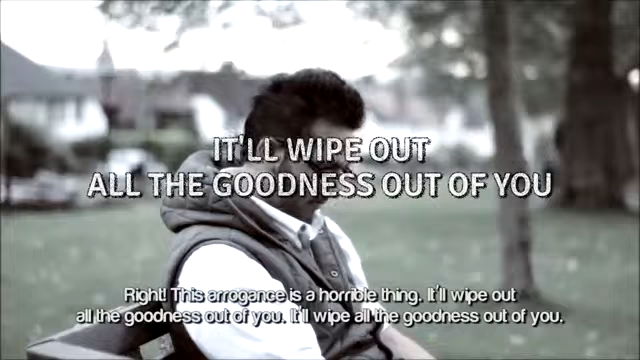 IT'LL WIPE OUT
ALL THE GOODNESS OUT OF YOU
Right! This arrogance is a horrible thing. It'll wipe out
all the goodness out of you. It'll wipe all the goodness out of you.